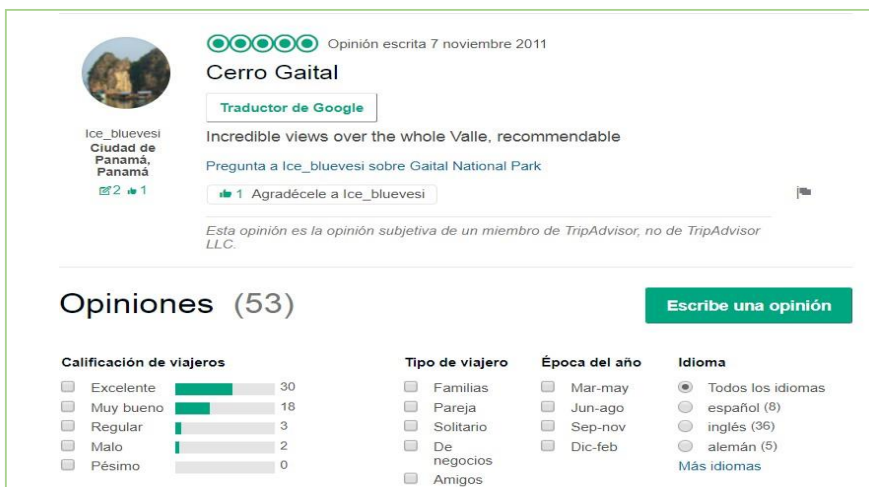 Opinión escrita 7 noviembre 2011
Cerro Gaital
Traductor de Google
Ice_bluevesi
Ciudad de
Panamá,
Panamá
2 1
Incredible views over the whole Valle, recommendable
Pregunta a Ice_bluevesi sobre Gaital National Park
1 Agradécele a Ice_bluevesi
Esta opinión es la opinión subjetiva de un miembro de TripAdvisor, no de TripAdvisor
LLC.
Opiniones (53)
Escribe una opinión
Calificación de viajeros
Excelente 30
Muy bueno 18
Regular 3
Malo 2
Pésimo 0
Tipo de viajero
Familias
Pareja
Solitario
De
negocios
Amigos
Época del año
Mar-may
Jun-ago
Sep-nov
Dic-feb
Idioma
Todos los idiomas
español (8)
inglés (36)
alemán (5)
Más idiomas